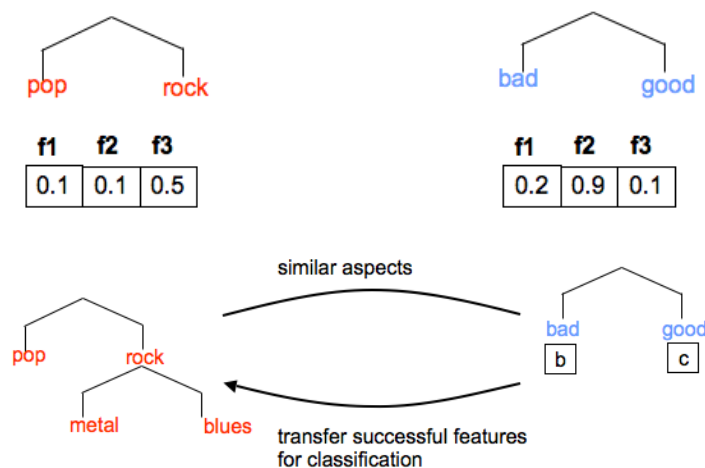 pop rock
bad good
f1 f2 f3
0.1 0.1 0.5
f1 f2 f3
0.2 0.9 0.1
similar aspects
pop rock
metal blues
bad good
b c
transfer successful features
for classification